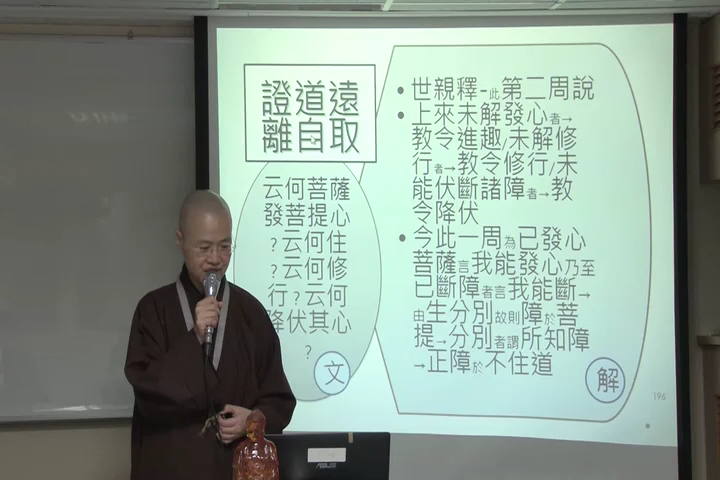 證道遠
離自取
云何菩薩
發菩提心
?云何住
?云何修
行?云何
降伏其心
?
文
• 世親釋-此第二周說
• 上來未解發心者→
教令進趣/未解修
行者→教令修行/未
能伏斷諸障者→教
令降伏
• 今此一周為已發心
菩薩言我能發心乃至
已斷障者言我能斷→
由生分別故則障於菩
提→分別者謂所知障
→正障於不住道
解
196
ASUS